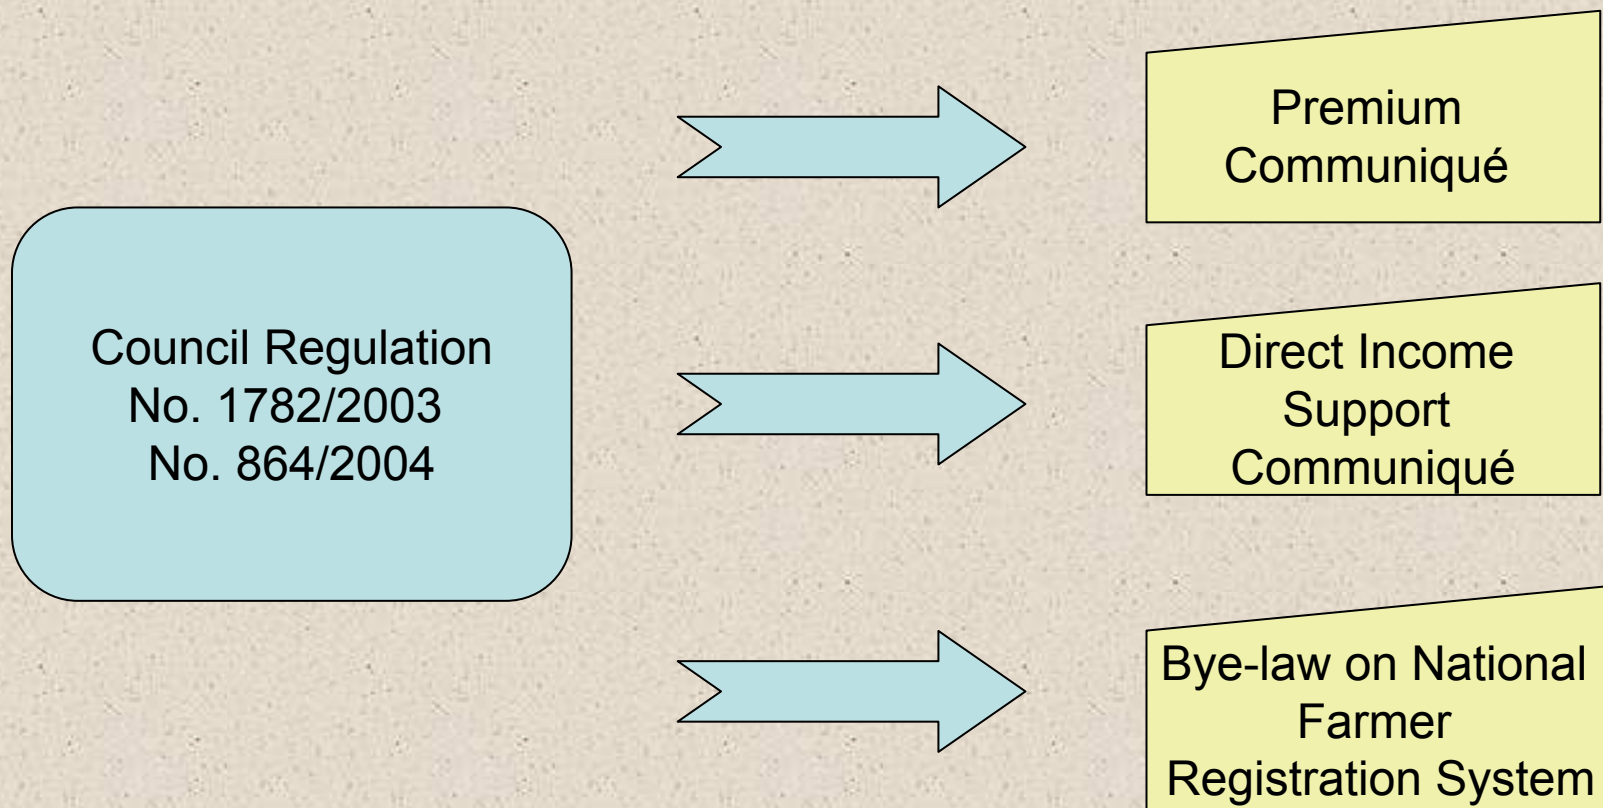 Council Regulation
No. 1782/2003
No. 864/2004
Premium
Communiqué
Direct Income
Support
Communiqué
Bye-law on National
Farmer
Registration System